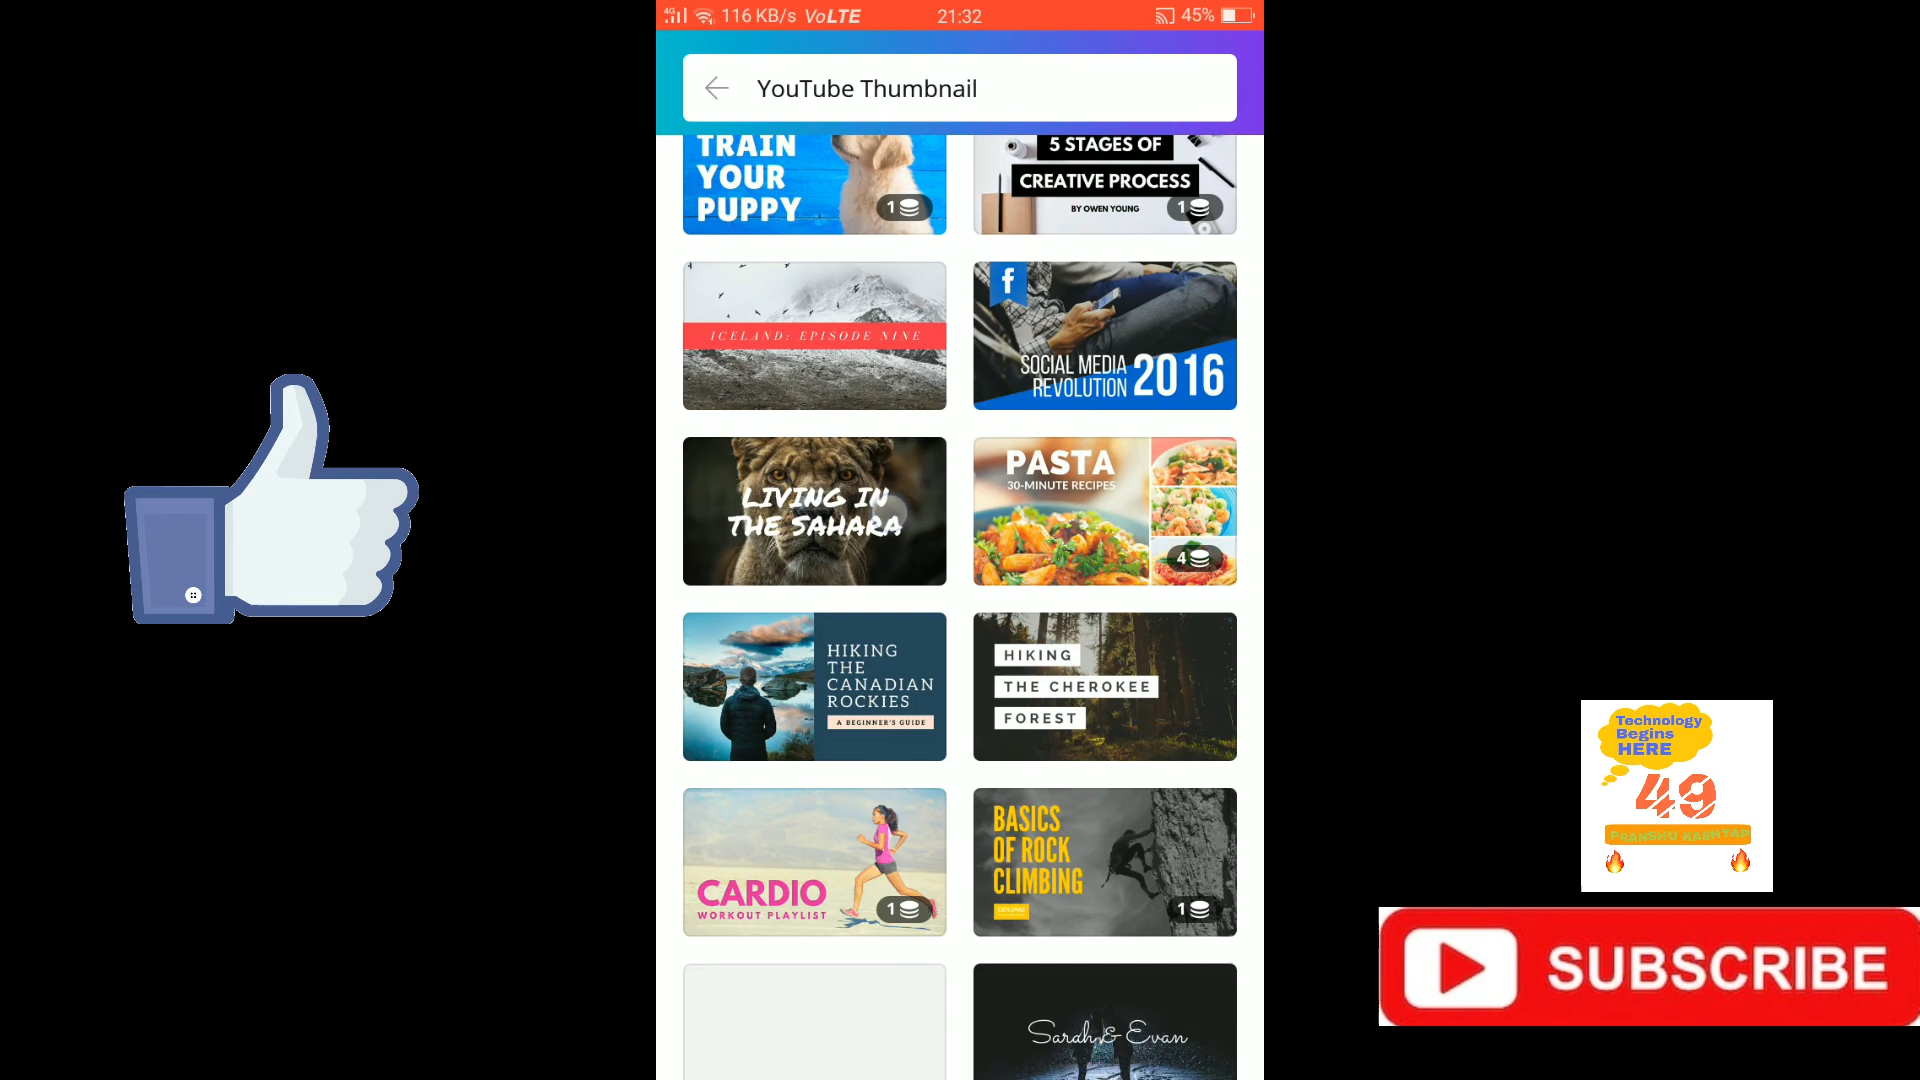 4G 116 KB/s VoLTE 21:32 45%
YouTube Thumbnail
TRAIN
YOUR
PUPPY
1
5 STAGES OF
CREATIVE PROCESS
BY OWEN YOUNG
1
ICELAND: EPISODE NINE
f
SOCIAL MEDIA
REVOLUTION 2016
LIVING IN
THE SAHARA
PASTA
30-MINUTE RECIPES
4
HIKING
THE
CANADIAN
ROCKIES
A BEGINNER'S GUIDE
HIKING
THE CHEROKEE
FOREST
CARDIO
WORKOUT PLAYLIST
1
BASICS
OF ROCK
CLIMBING
1
Sarah & Evan
Technology
Begins
HERE
49
PRANSHU KASHYAP
SUBSCRIBE